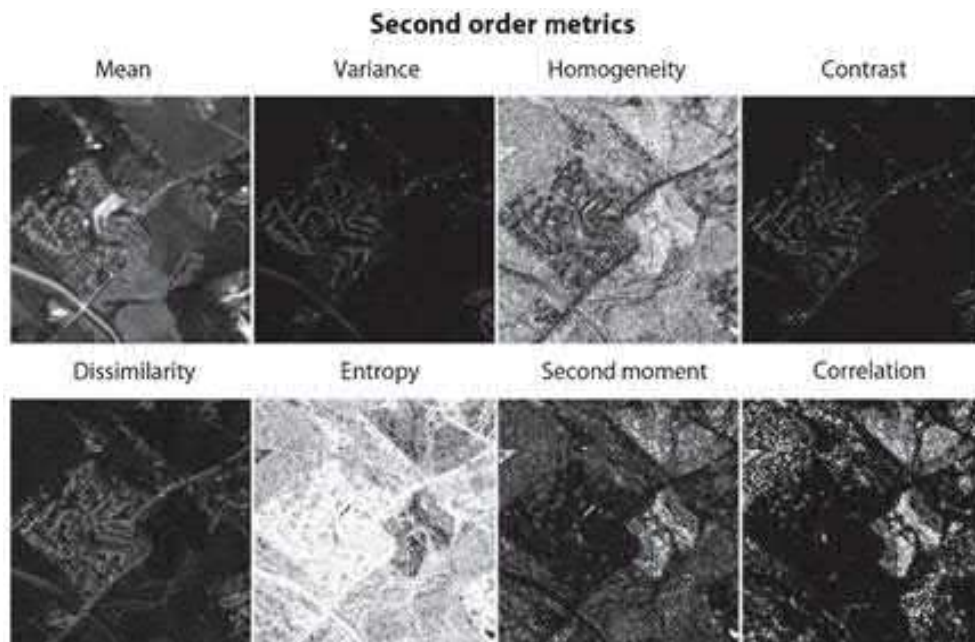 Second order metrics
Mean Variance Homogeneity Contrast
Dissimilarity Entropy Second moment Correlation